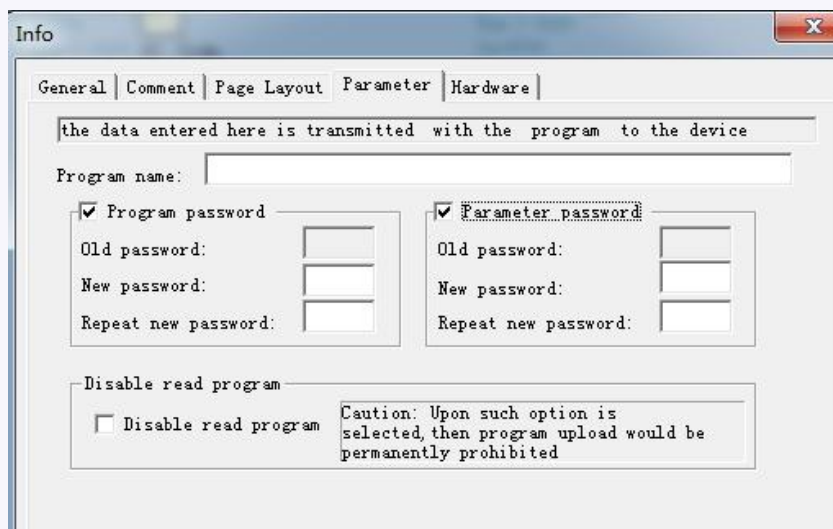 Info
General
Comment
Page Layout
Parameter
Hardware
the data entered here is transmitted with the program to the device
Program name:
Program password
Old password:
New password:
Repeat new password:
Parameter password
Old password:
New password:
Repeat new password:
Disable read program
Disable read program
Caution: Upon such option is
selected, then program upload would be
permanently prohibited